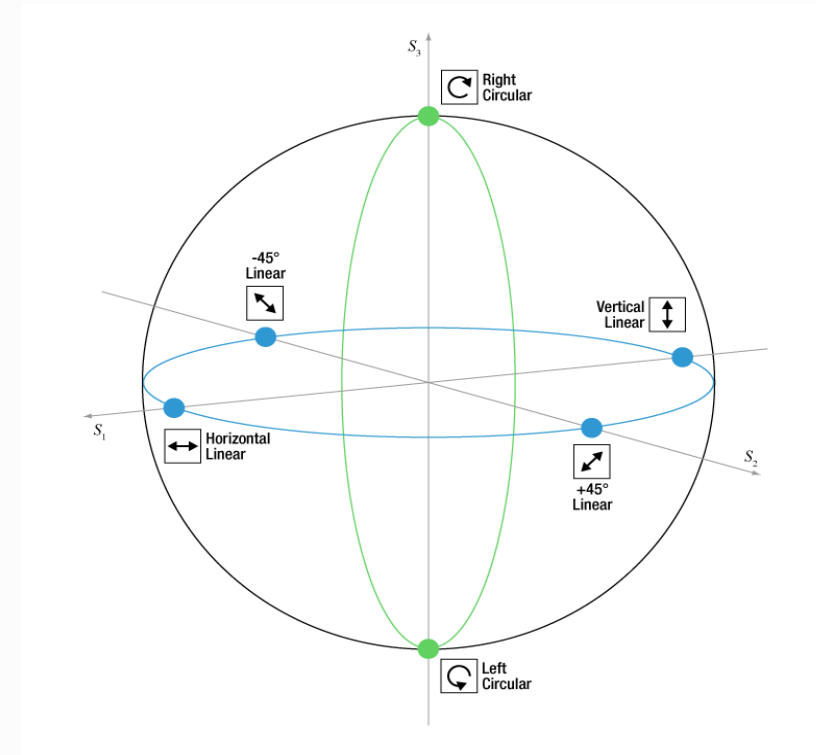 S₃
Right
Circular
-45°
Linear
Vertical
Linear
S₁
Horizontal
Linear
S₂
+45°
Linear
Left
Circular